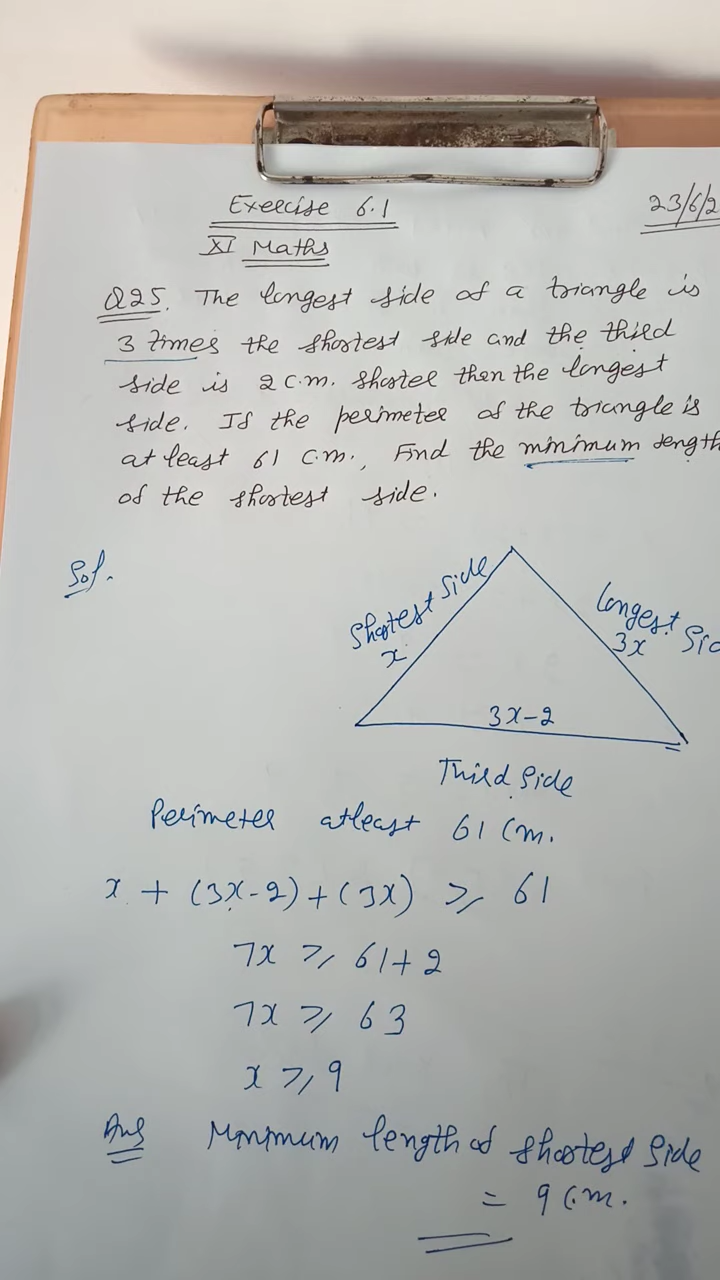 Exercise 6.1
23/6/2
XI Maths
Q25. The longest side of a triangle is
3 times the shortest side and the third
side is 2 c.m. shorter then the longest
side. If the perimeter of the triangle is
at least 61 c.m., Find the minimum length
of the shortest side.
Sol.
Shortest Side
x
longest Sid
3x
3x-2
Third Side
Perimeter atleast 61 Cm.
x + (3x-2)+(3x) ⩾ 61
7x ⩾ 61+2
7x ⩾ 63
x ⩾ 9
Ans Minimum length of shortest Side
= 9 C.m.